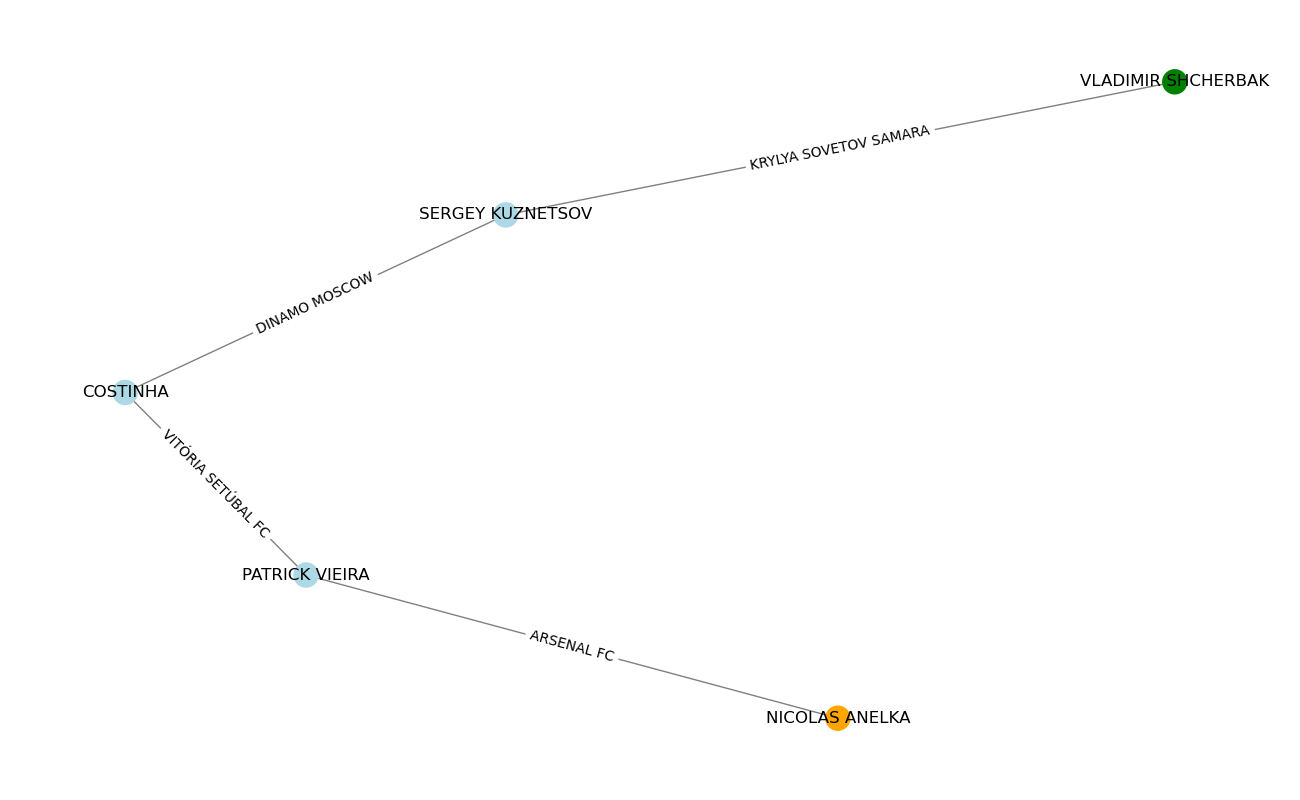 VLADIMIR SHCHERBAK
KRYLYA SOVETOV SAMARA
SERGEY KUZNETSOV
DINAMO MOSCOW
COSTINHA
VITÓRIA SETÚBAL FC
PATRICK VIEIRA
ARSENAL FC
NICOLAS ANELKA